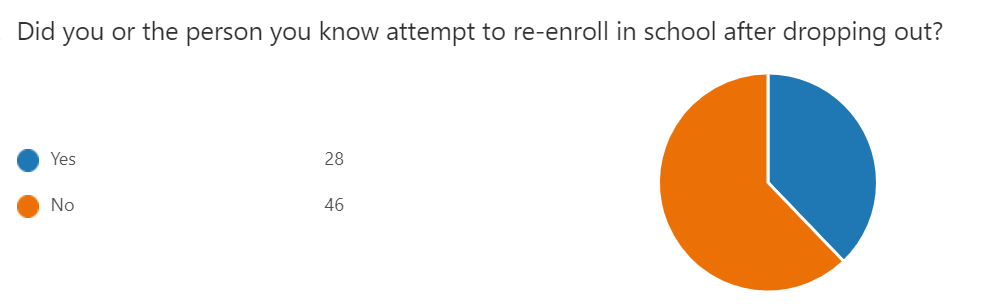 Did you or the person you know attempt to re-enroll in school after dropping out?
Yes 28
No 46